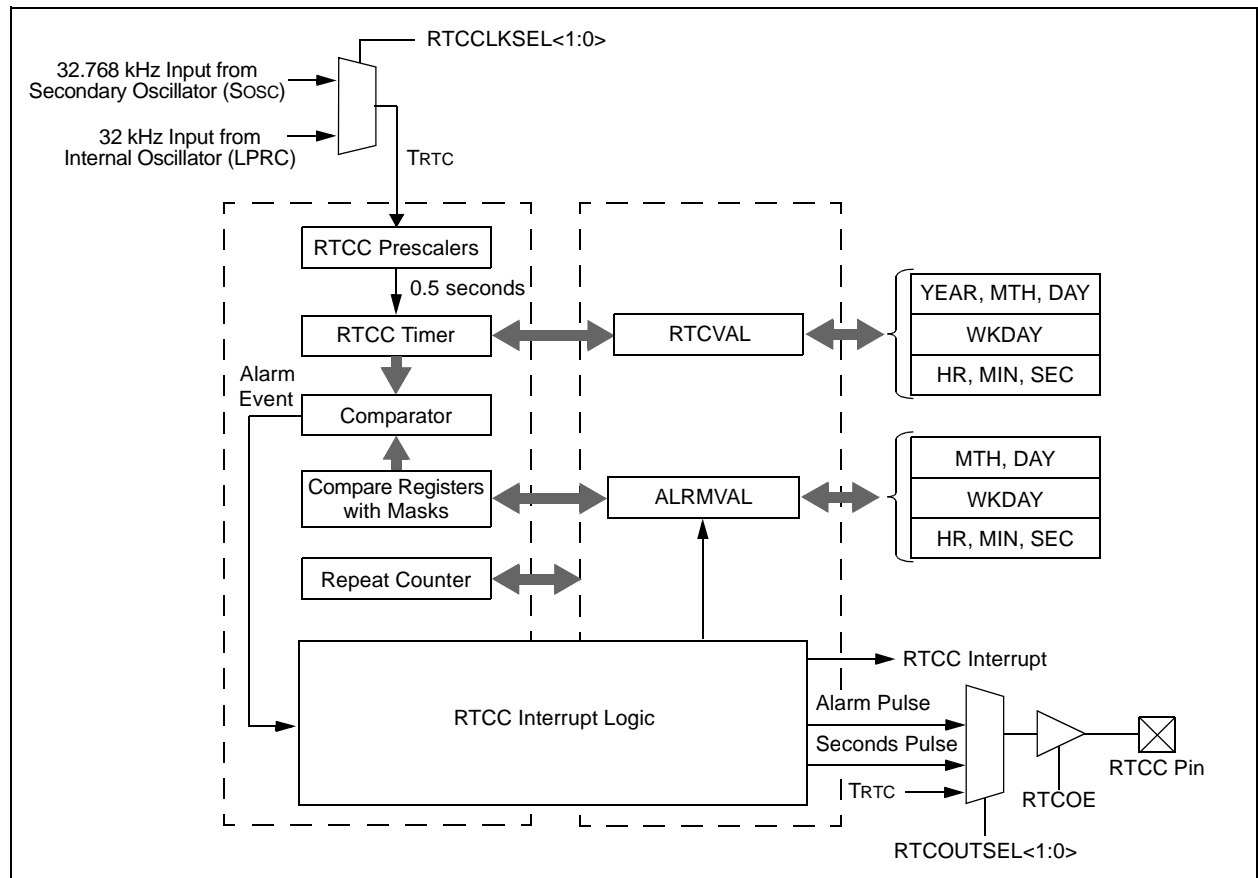 RTCCLKSEL<1:0>
32.768 kHz Input from
Secondary Oscillator (SOSC)
32 kHz Input from
Internal Oscillator (LPRC)
TRTC
RTCC Prescalers
0.5 seconds
RTCC Timer
RTCVAL
YEAR, MTH, DAY
WKDAY
HR, MIN, SEC
Alarm
Event
Comparator
Compare Registers
with Masks
ALRMVAL
MTH, DAY
WKDAY
HR, MIN, SEC
Repeat Counter
RTCC Interrupt Logic
RTCC Interrupt
Alarm Pulse
Seconds Pulse
TRTC
RTCC Pin
RTCOE
RTCOUTSEL<1:0>